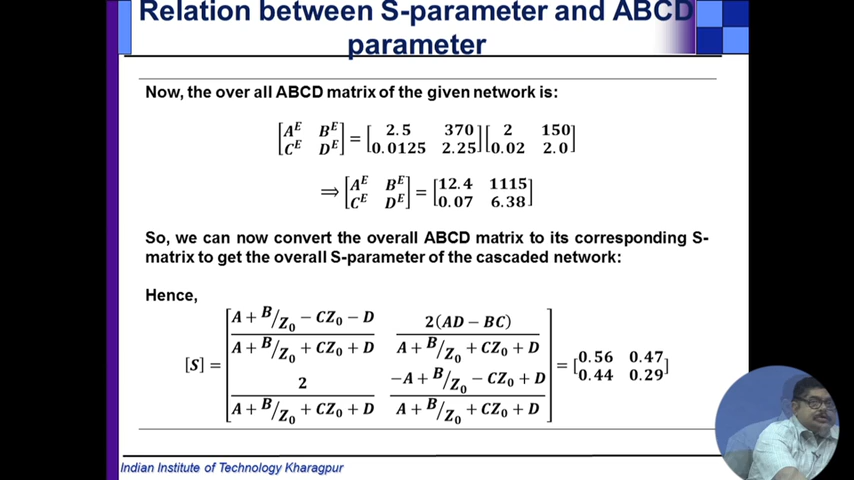 Relation between S-parameter and ABCD
parameter
Now, the over all ABCD matrix of the given network is:
[A^E B^E; C^E D^E] = [2.5 370; 0.0125 2.25][2 150; 0.02 2.0]
⟹ [A^E B^E; C^E D^E] = [12.4 1115; 0.07 6.38]
So, we can now convert the overall ABCD matrix to its corresponding S-
matrix to get the overall S-parameter of the cascaded network:
Hence,
[S] = [(A + B/Z₀ − CZ₀ − D)/(A + B/Z₀ + CZ₀ + D) 2(AD − BC)/(A + B/Z₀ + CZ₀ + D); 2/(A + B/Z₀ + CZ₀ + D) (−A + B/Z₀ − CZ₀ + D)/(A + B/Z₀ + CZ₀ + D)] = [0.56 0.47; 0.44 0.29]
Indian Institute of Technology Kharagpur